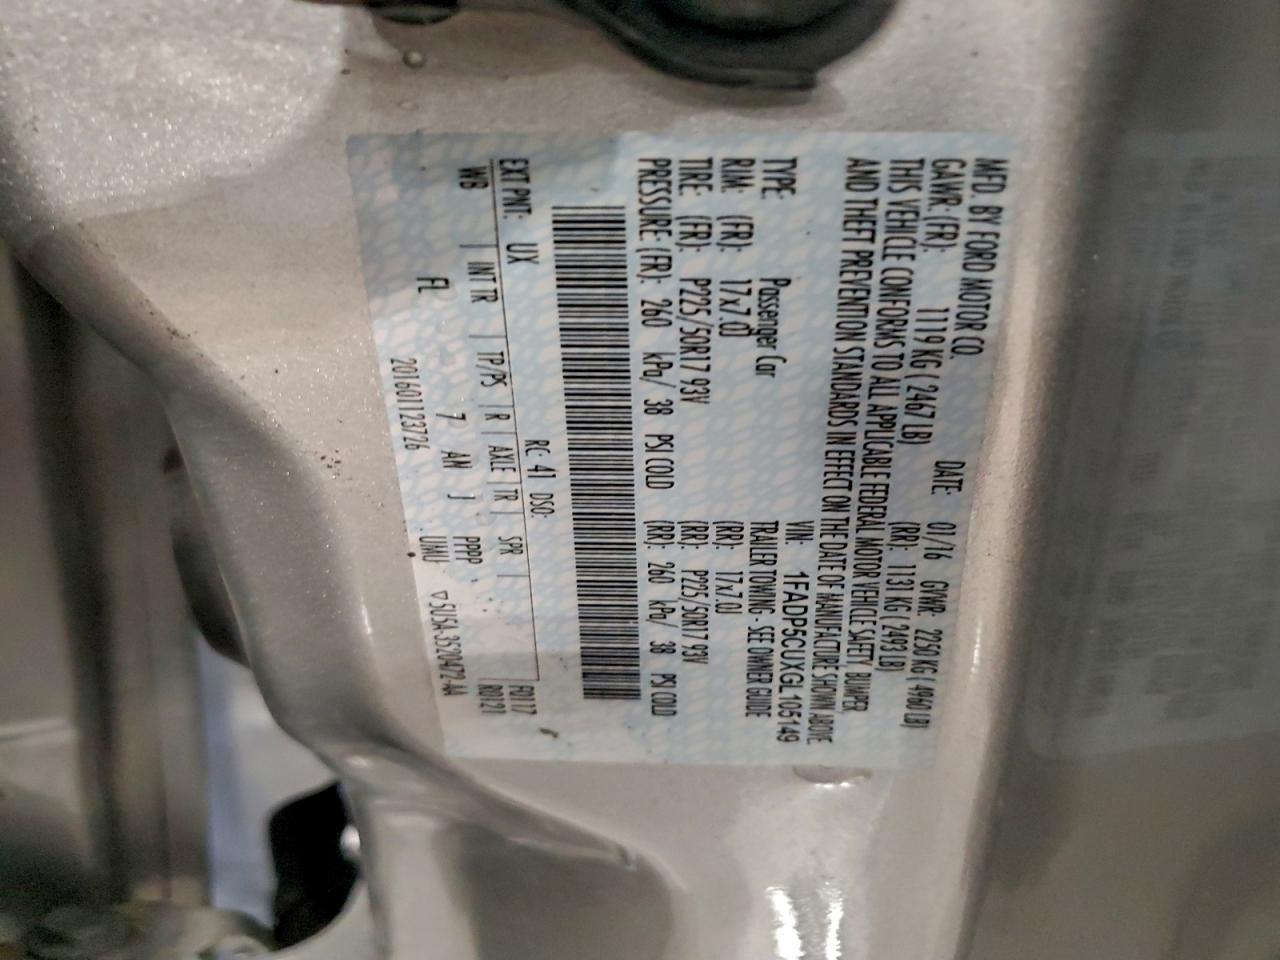 MFD. BY FORD MOTOR CO.
DATE: 01/16 GVWR: 2250 KG ( 4960 LB)
GAWR: (FR): 1119 KG ( 2467 LB) (RR): 1131 KG ( 2493 LB)
THIS VEHICLE CONFORMS TO ALL APPLICABLE FEDERAL MOTOR VEHICLE SAFETY, BUMPER,
AND THEFT PREVENTION STANDARDS IN EFFECT ON THE DATE OF MANUFACTURE SHOWN ABOVE.
VIN: 1FADP5CUXGL105149
TYPE: Passenger Car TRAILER TOWING - SEE OWNER GUIDE
RIM: (FR): 17x7.0J (RR): 17x7.0J
TIRE: (FR): P225/50R17 93V (RR): P225/50R17 93V
PRESSURE: (FR): 260 kPa/ 38 PSI COLD (RR): 260 kPa/ 38 PSI COLD
EXT PNT: UX RC: 41 DSO: F0117
WB | INT TR | TP/PS | R | AXLE | TR | SPR | R0121
FL 7 AN J PPPP
20160112 UMU ▽5U5A-3520472-AA